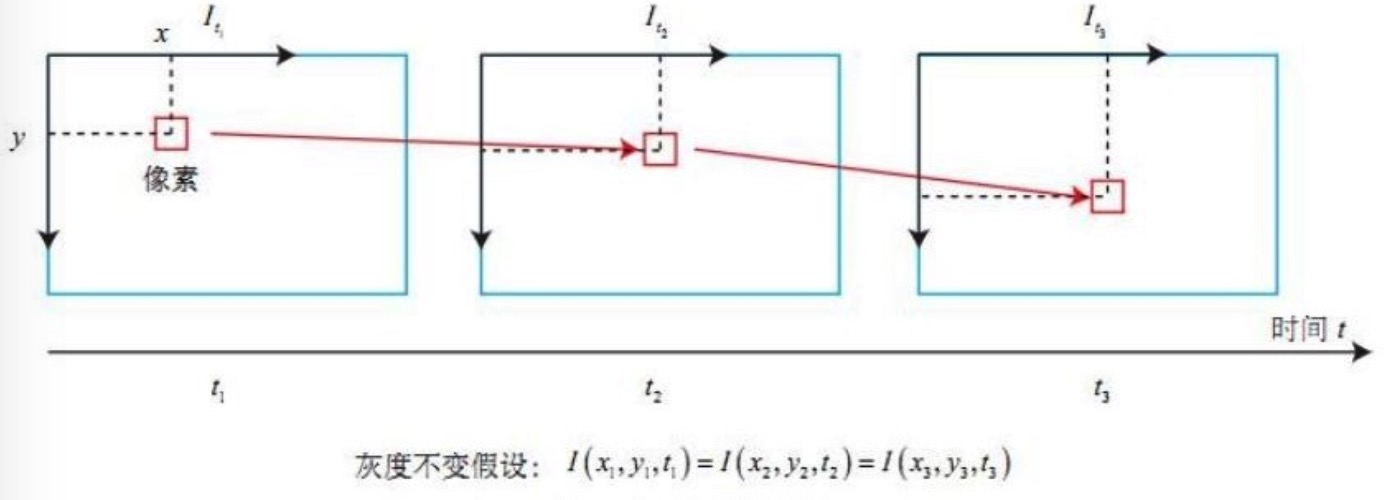 x I_{t_1} I_{t_2} I_{t_3}
y
像素
时间 t
t_1 t_2 t_3
灰度不变假设： I(x_1, y_1, t_1) = I(x_2, y_2, t_2) = I(x_3, y_3, t_3)